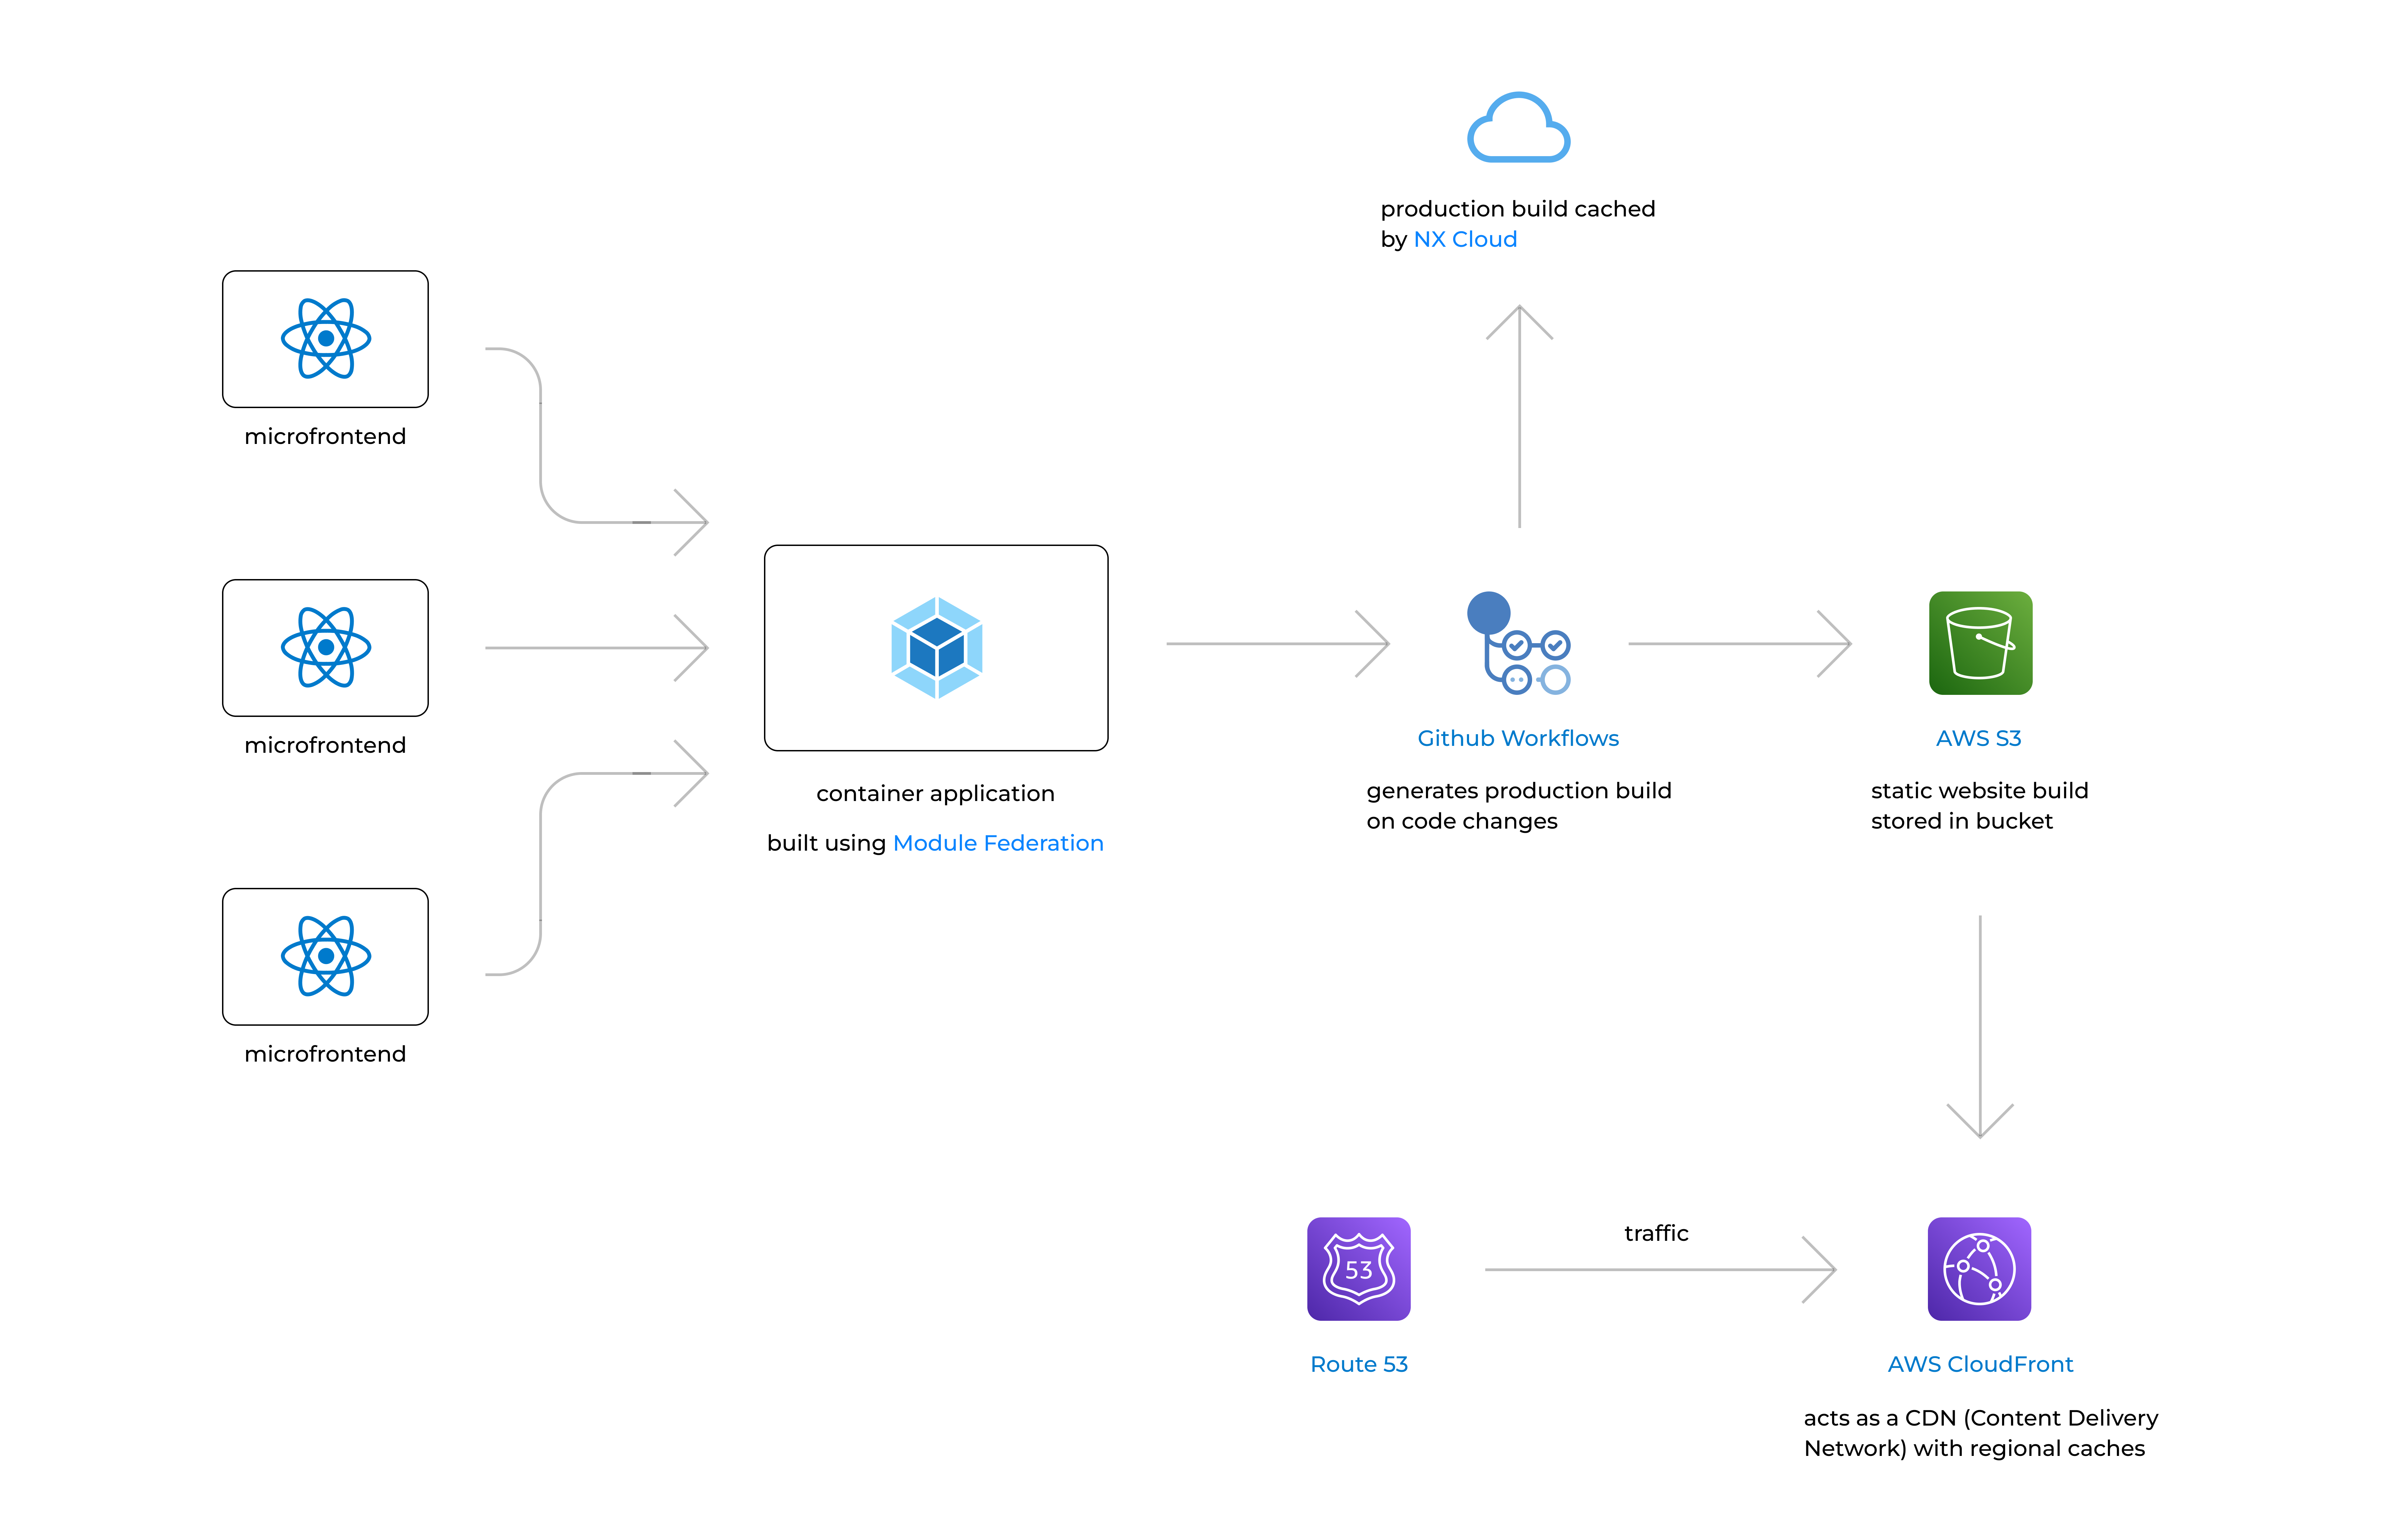 production build cached
by NX Cloud
microfrontend
microfrontend
microfrontend
container application
built using Module Federation
Github Workflows
generates production build
on code changes
AWS S3
static website build
stored in bucket
53
Route 53
traffic
AWS CloudFront
acts as a CDN (Content Delivery
Network) with regional caches